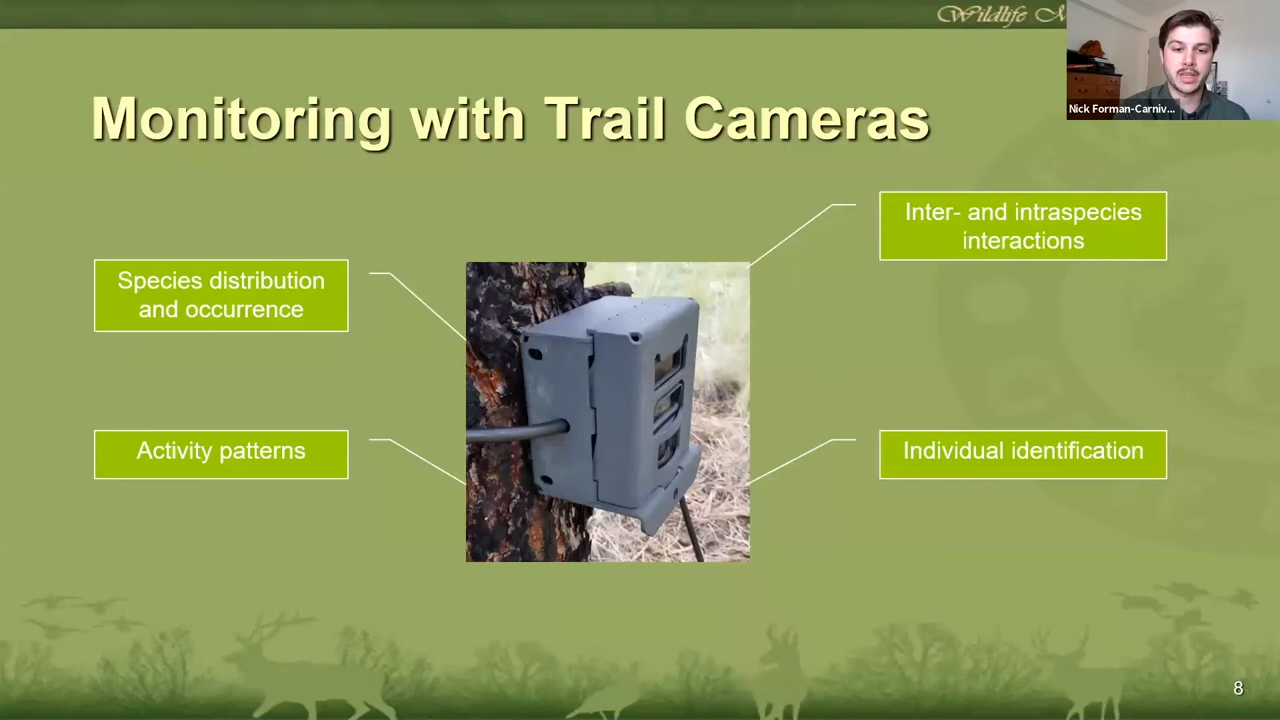 Wildlife
Nick Forman-Carniv...
Monitoring with Trail Cameras
Inter- and intraspecies
interactions
Species distribution
and occurrence
Activity patterns
Individual identification
8